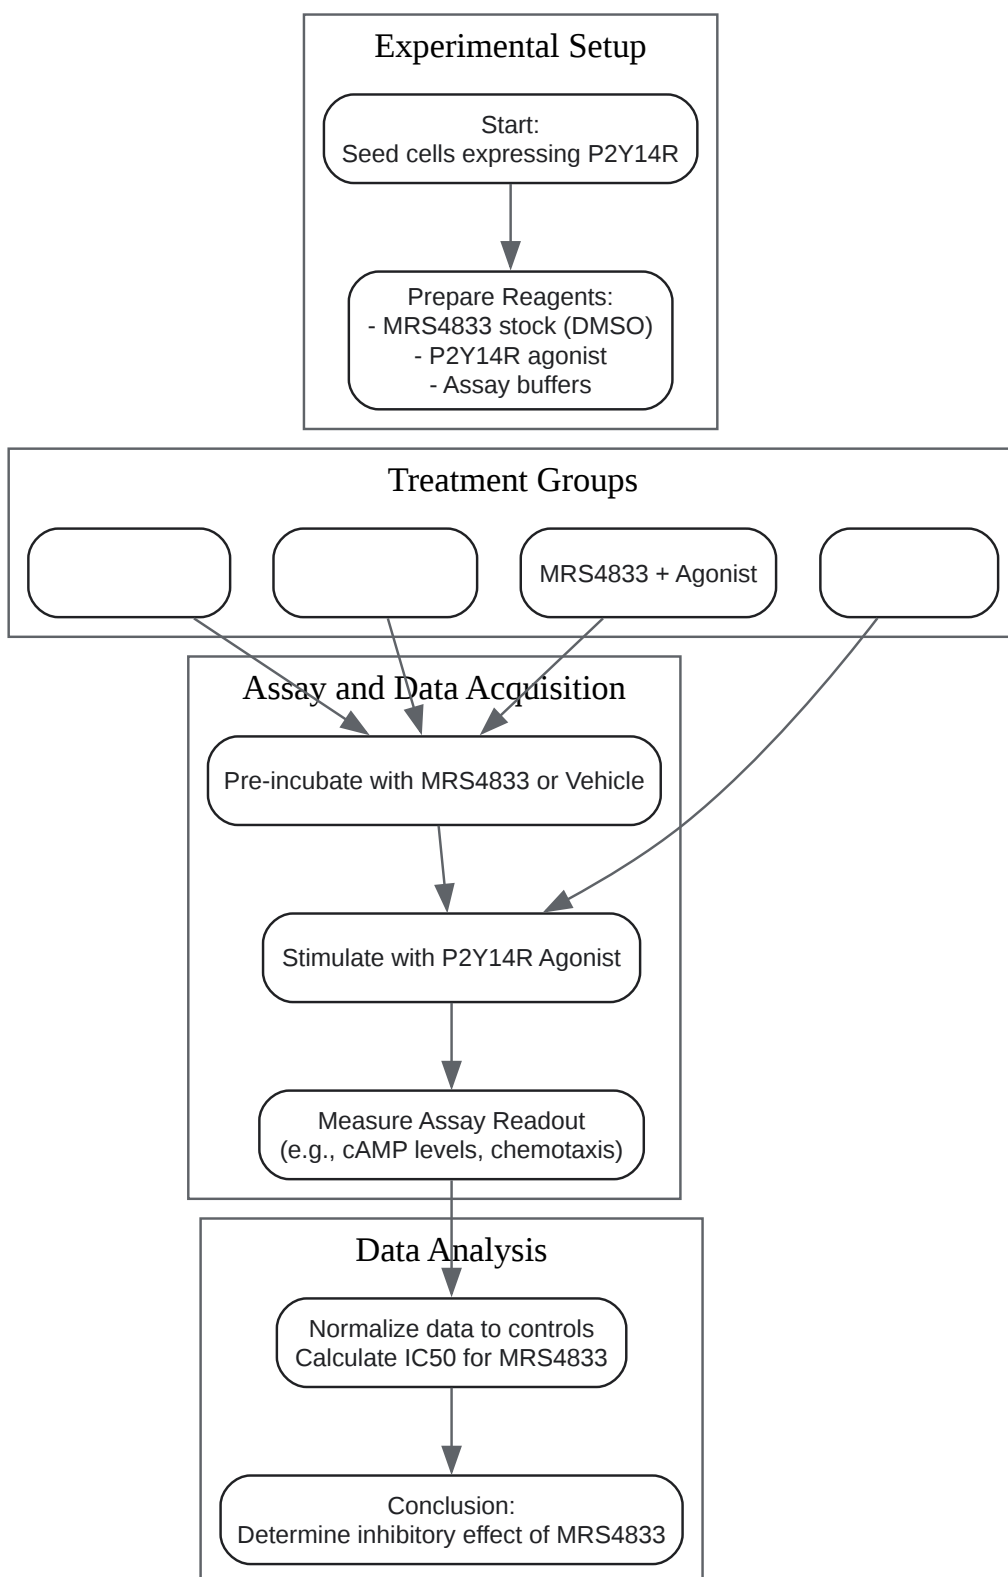 Experimental Setup
Start:
Seed cells expressing P2Y14R
Prepare Reagents:
- MRS4833 stock (DMSO)
- P2Y14R agonist
- Assay buffers
Treatment Groups
MRS4833 + Agonist
Assay and Data Acquisition
Pre-incubate with MRS4833 or Vehicle
Stimulate with P2Y14R Agonist
Measure Assay Readout
(e.g., cAMP levels, chemotaxis)
Data Analysis
Normalize data to controls
Calculate IC50 for MRS4833
Conclusion:
Determine inhibitory effect of MRS4833